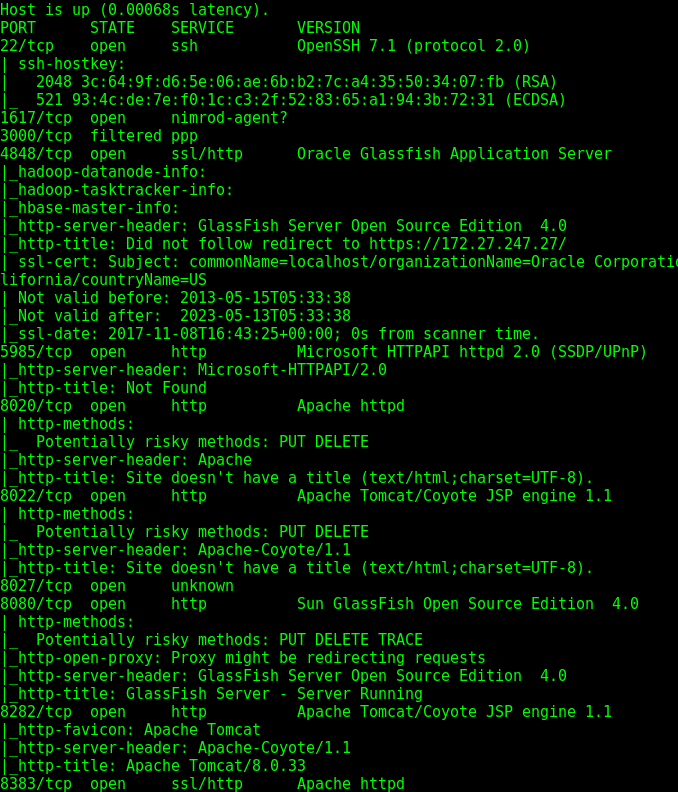 Host is up (0.00068s latency).
PORT      STATE    SERVICE       VERSION
22/tcp    open     ssh           OpenSSH 7.1 (protocol 2.0)
| ssh-hostkey:
|   2048 3c:64:9f:d6:5e:06:ae:6b:b2:7c:a4:35:50:34:07:fb (RSA)
|_  521 93:4c:de:7e:f0:1c:c3:2f:52:83:65:a1:94:3b:72:31 (ECDSA)
1617/tcp  open     nimrod-agent?
3000/tcp  filtered ppp
4848/tcp  open     ssl/http      Oracle Glassfish Application Server
|_hadoop-datanode-info:
|_hadoop-tasktracker-info:
|_hbase-master-info:
|_http-server-header: GlassFish Server Open Source Edition  4.0
|_http-title: Did not follow redirect to https://172.27.247.27/
| ssl-cert: Subject: commonName=localhost/organizationName=Oracle Corporatio
lifornia/countryName=US
| Not valid before: 2013-05-15T05:33:38
|_Not valid after:  2023-05-13T05:33:38
|_ssl-date: 2017-11-08T16:43:25+00:00; 0s from scanner time.
5985/tcp  open     http          Microsoft HTTPAPI httpd 2.0 (SSDP/UPnP)
|_http-server-header: Microsoft-HTTPAPI/2.0
|_http-title: Not Found
8020/tcp  open     http          Apache httpd
| http-methods:
|_  Potentially risky methods: PUT DELETE
|_http-server-header: Apache
|_http-title: Site doesn't have a title (text/html;charset=UTF-8).
8022/tcp  open     http          Apache Tomcat/Coyote JSP engine 1.1
| http-methods:
|_  Potentially risky methods: PUT DELETE
|_http-server-header: Apache-Coyote/1.1
|_http-title: Site doesn't have a title (text/html;charset=UTF-8).
8027/tcp  open     unknown
8080/tcp  open     http          Sun GlassFish Open Source Edition  4.0
| http-methods:
|_  Potentially risky methods: PUT DELETE TRACE
|_http-open-proxy: Proxy might be redirecting requests
|_http-server-header: GlassFish Server Open Source Edition  4.0
|_http-title: GlassFish Server - Server Running
8282/tcp  open     http          Apache Tomcat/Coyote JSP engine 1.1
|_http-favicon: Apache Tomcat
|_http-server-header: Apache-Coyote/1.1
|_http-title: Apache Tomcat/8.0.33
8383/tcp  open     ssl/http      Apache httpd